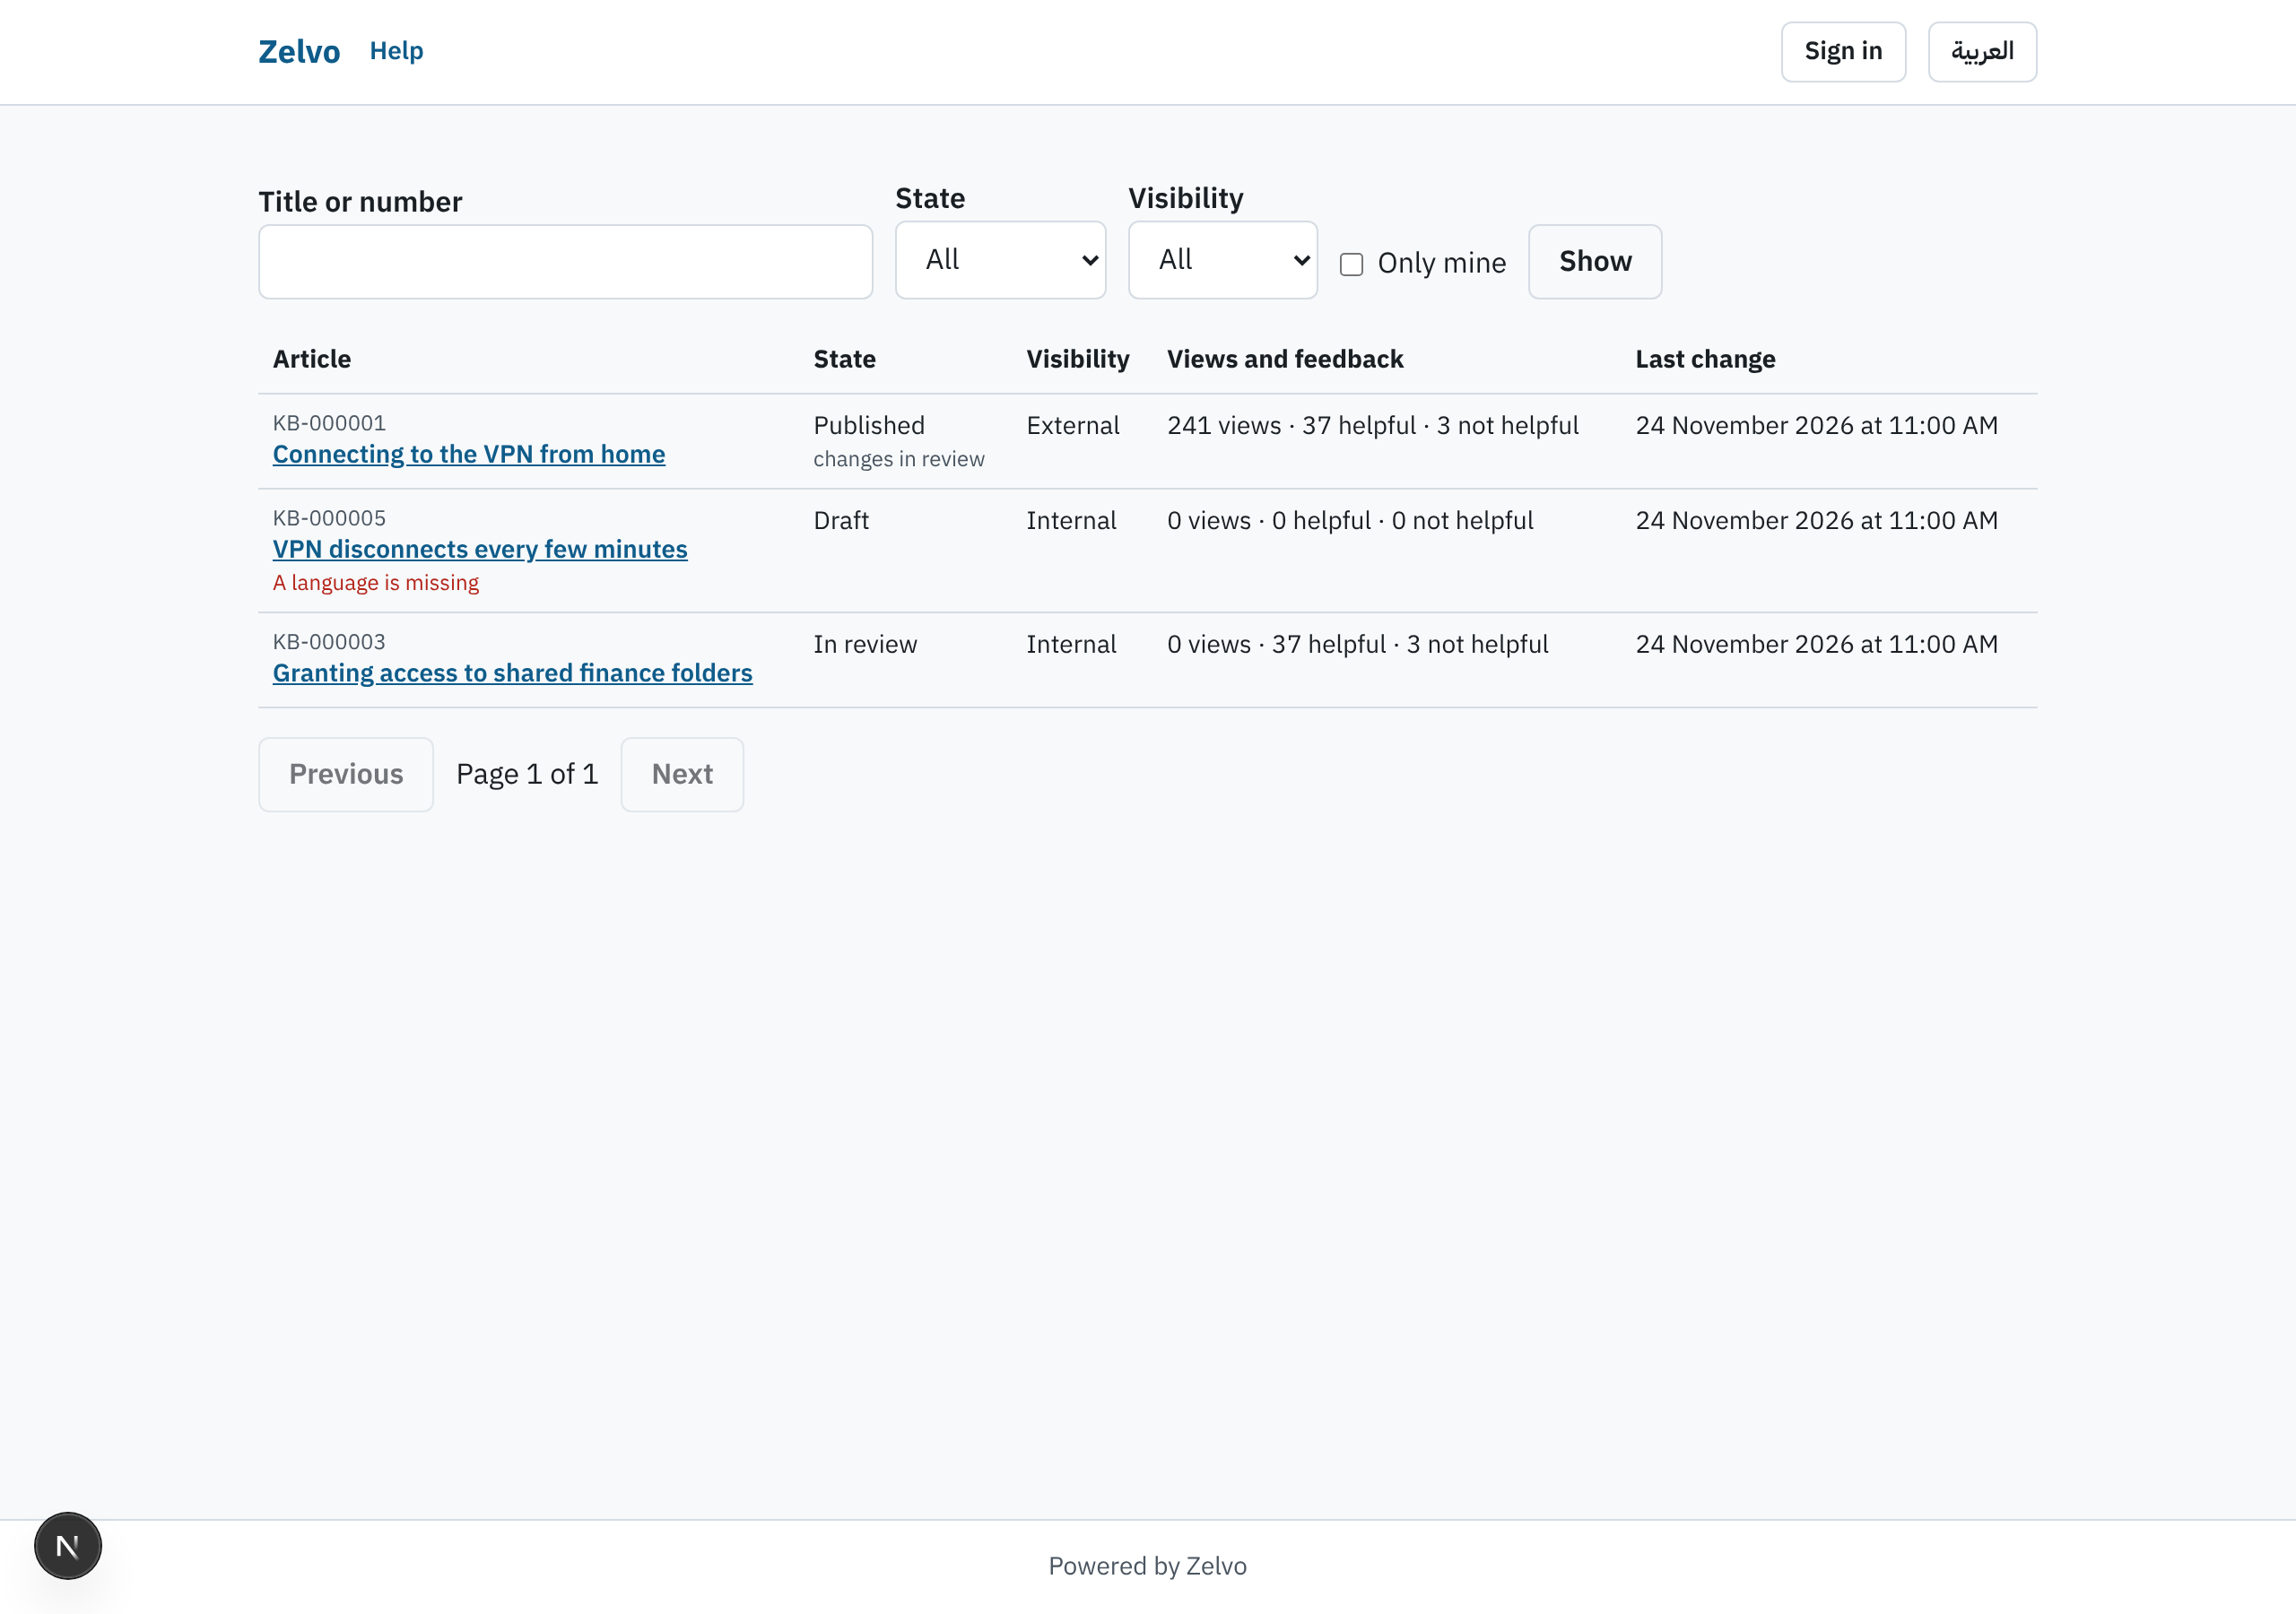 Zelvo Help Sign in العربية
Title or number State Visibility
All All Only mine Show
Article State Visibility Views and feedback Last change
KB-000001 Published External 241 views · 37 helpful · 3 not helpful 24 November 2026 at 11:00 AM
Connecting to the VPN from home changes in review
KB-000005 Draft Internal 0 views · 0 helpful · 0 not helpful 24 November 2026 at 11:00 AM
VPN disconnects every few minutes
A language is missing
KB-000003 In review Internal 0 views · 37 helpful · 3 not helpful 24 November 2026 at 11:00 AM
Granting access to shared finance folders
Previous Page 1 of 1 Next
N
Powered by Zelvo